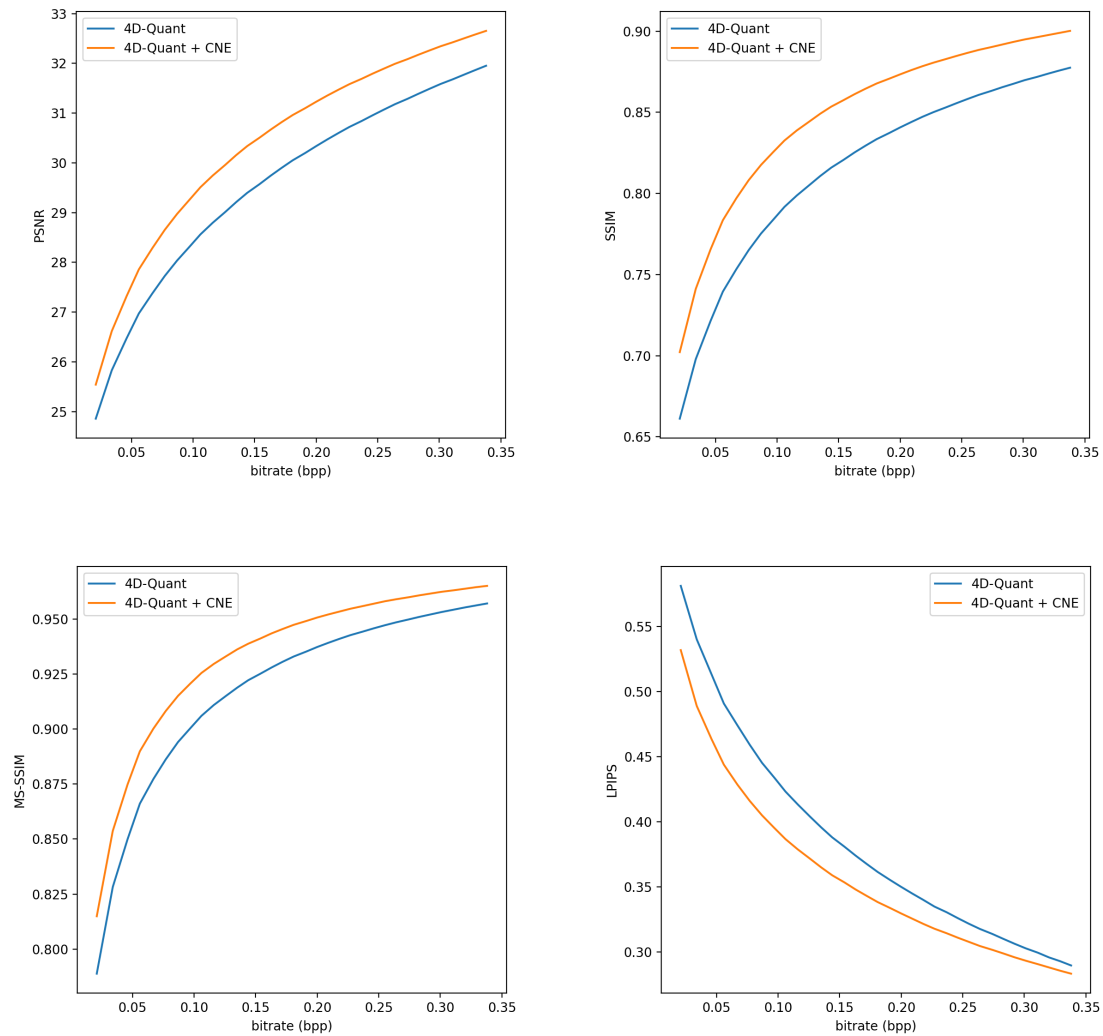 4D-Quant
4D-Quant + CNE
33
32
31
30
29
28
27
26
25
PSNR
0.05 0.10 0.15 0.20 0.25 0.30 0.35
bitrate (bpp)
4D-Quant
4D-Quant + CNE
0.90
0.85
0.80
0.75
0.70
0.65
SSIM
0.05 0.10 0.15 0.20 0.25 0.30 0.35
bitrate (bpp)
4D-Quant
4D-Quant + CNE
0.950
0.925
0.900
0.875
0.850
0.825
0.800
MS-SSIM
0.05 0.10 0.15 0.20 0.25 0.30 0.35
bitrate (bpp)
4D-Quant
4D-Quant + CNE
0.55
0.50
0.45
0.40
0.35
0.30
LPIPS
0.05 0.10 0.15 0.20 0.25 0.30 0.35
bitrate (bpp)